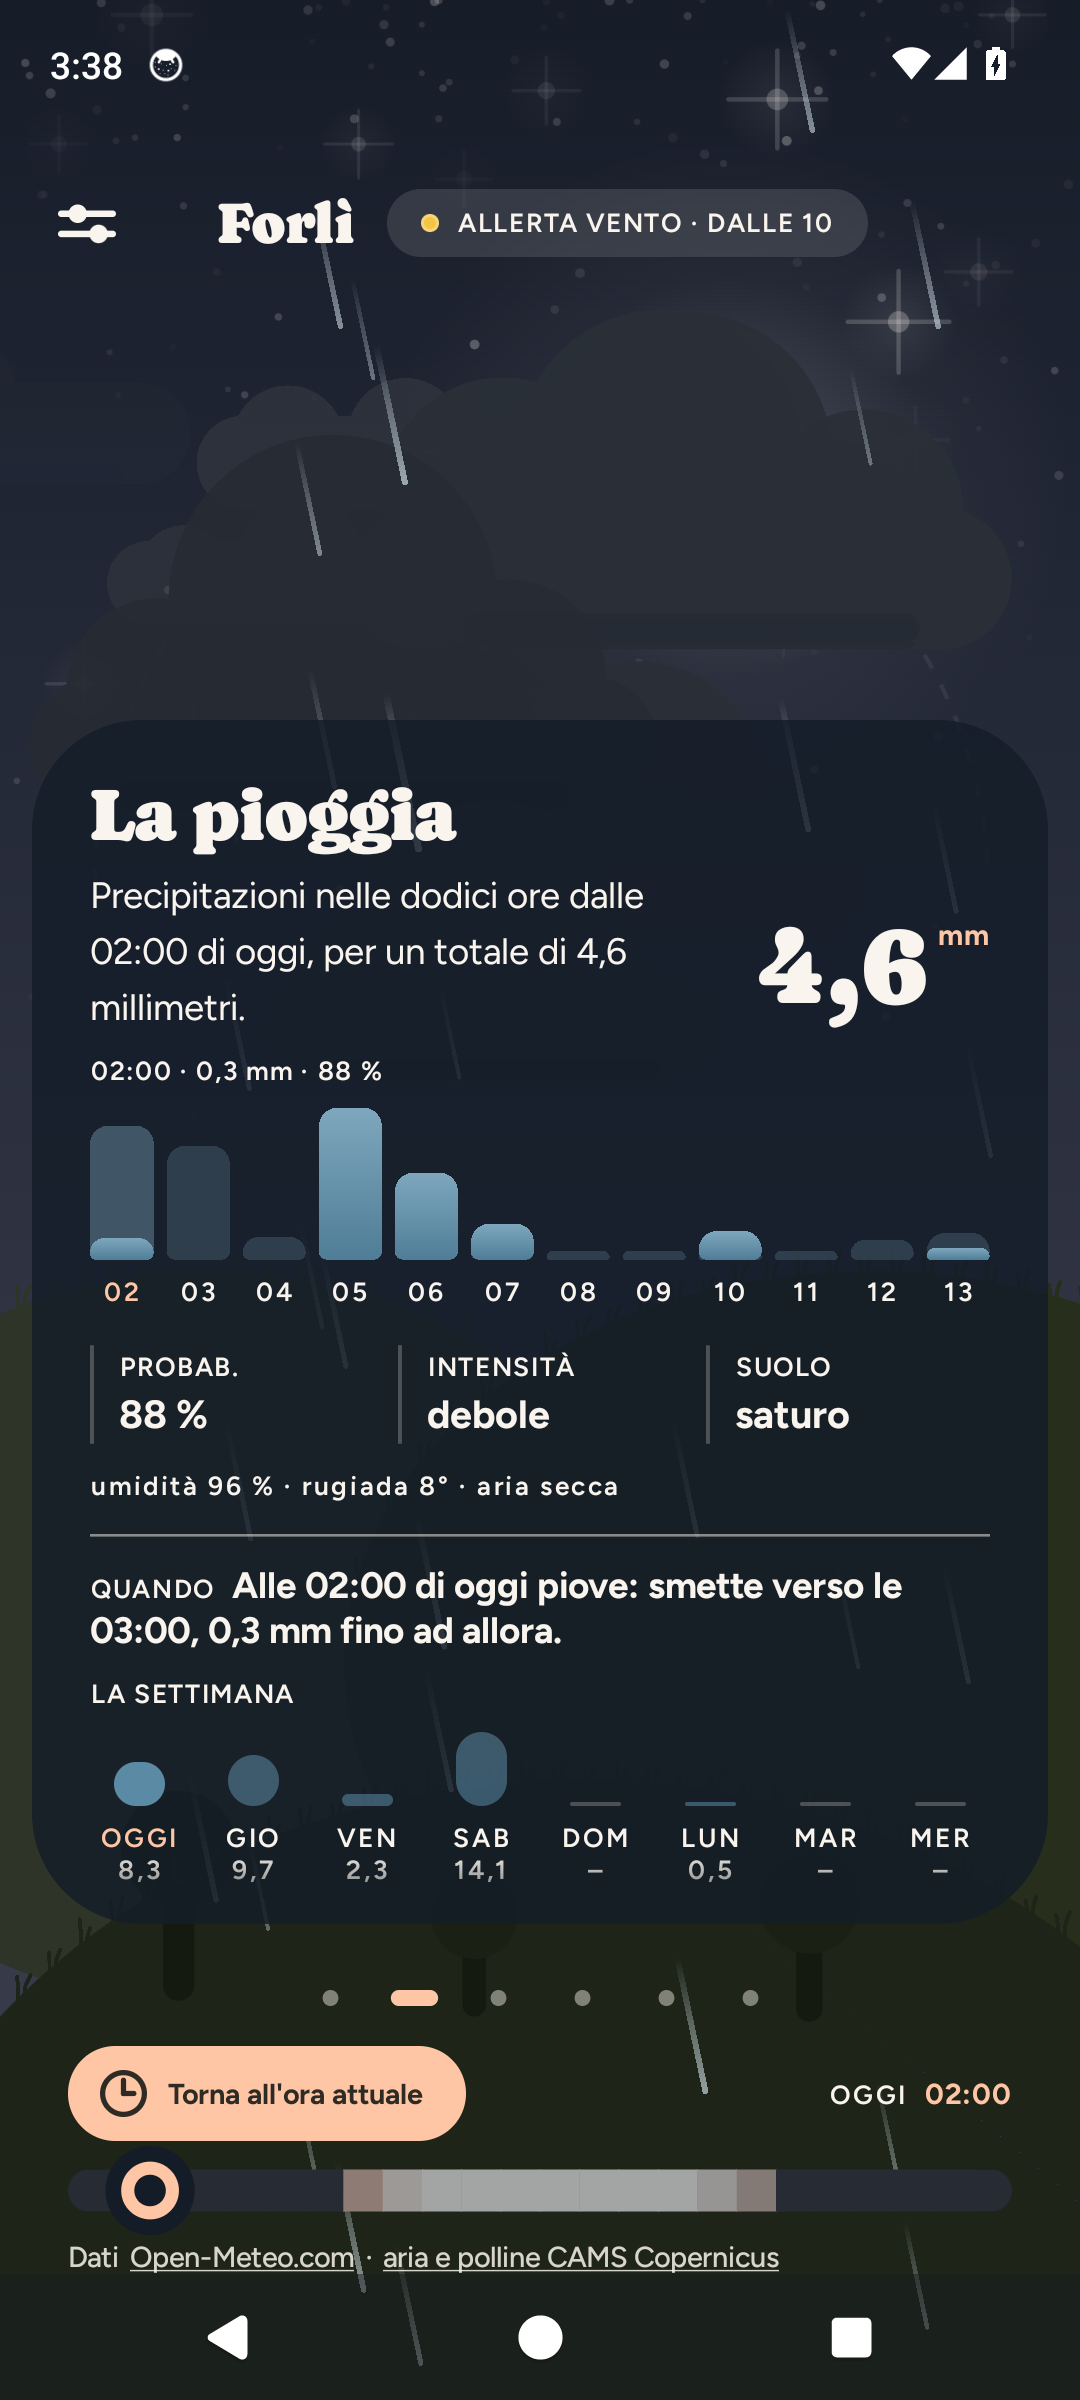 3:38
Forlì
ALLERTA VENTO · DALLE 10
La pioggia
Precipitazioni nelle dodici ore dalle
02:00 di oggi, per un totale di 4,6
millimetri.
4,6 mm
02:00 · 0,3 mm · 88 %
02 03 04 05 06 07 08 09 10 11 12 13
PROBAB. INTENSITÀ SUOLO
88 % debole saturo
umidità 96 % · rugiada 8° · aria secca
QUANDO Alle 02:00 di oggi piove: smette verso le
03:00, 0,3 mm fino ad allora.
LA SETTIMANA
OGGI GIO VEN SAB DOM LUN MAR MER
8,3 9,7 2,3 14,1 – 0,5 – –
Torna all'ora attuale
OGGI 02:00
Dati Open-Meteo.com · aria e polline CAMS Copernicus